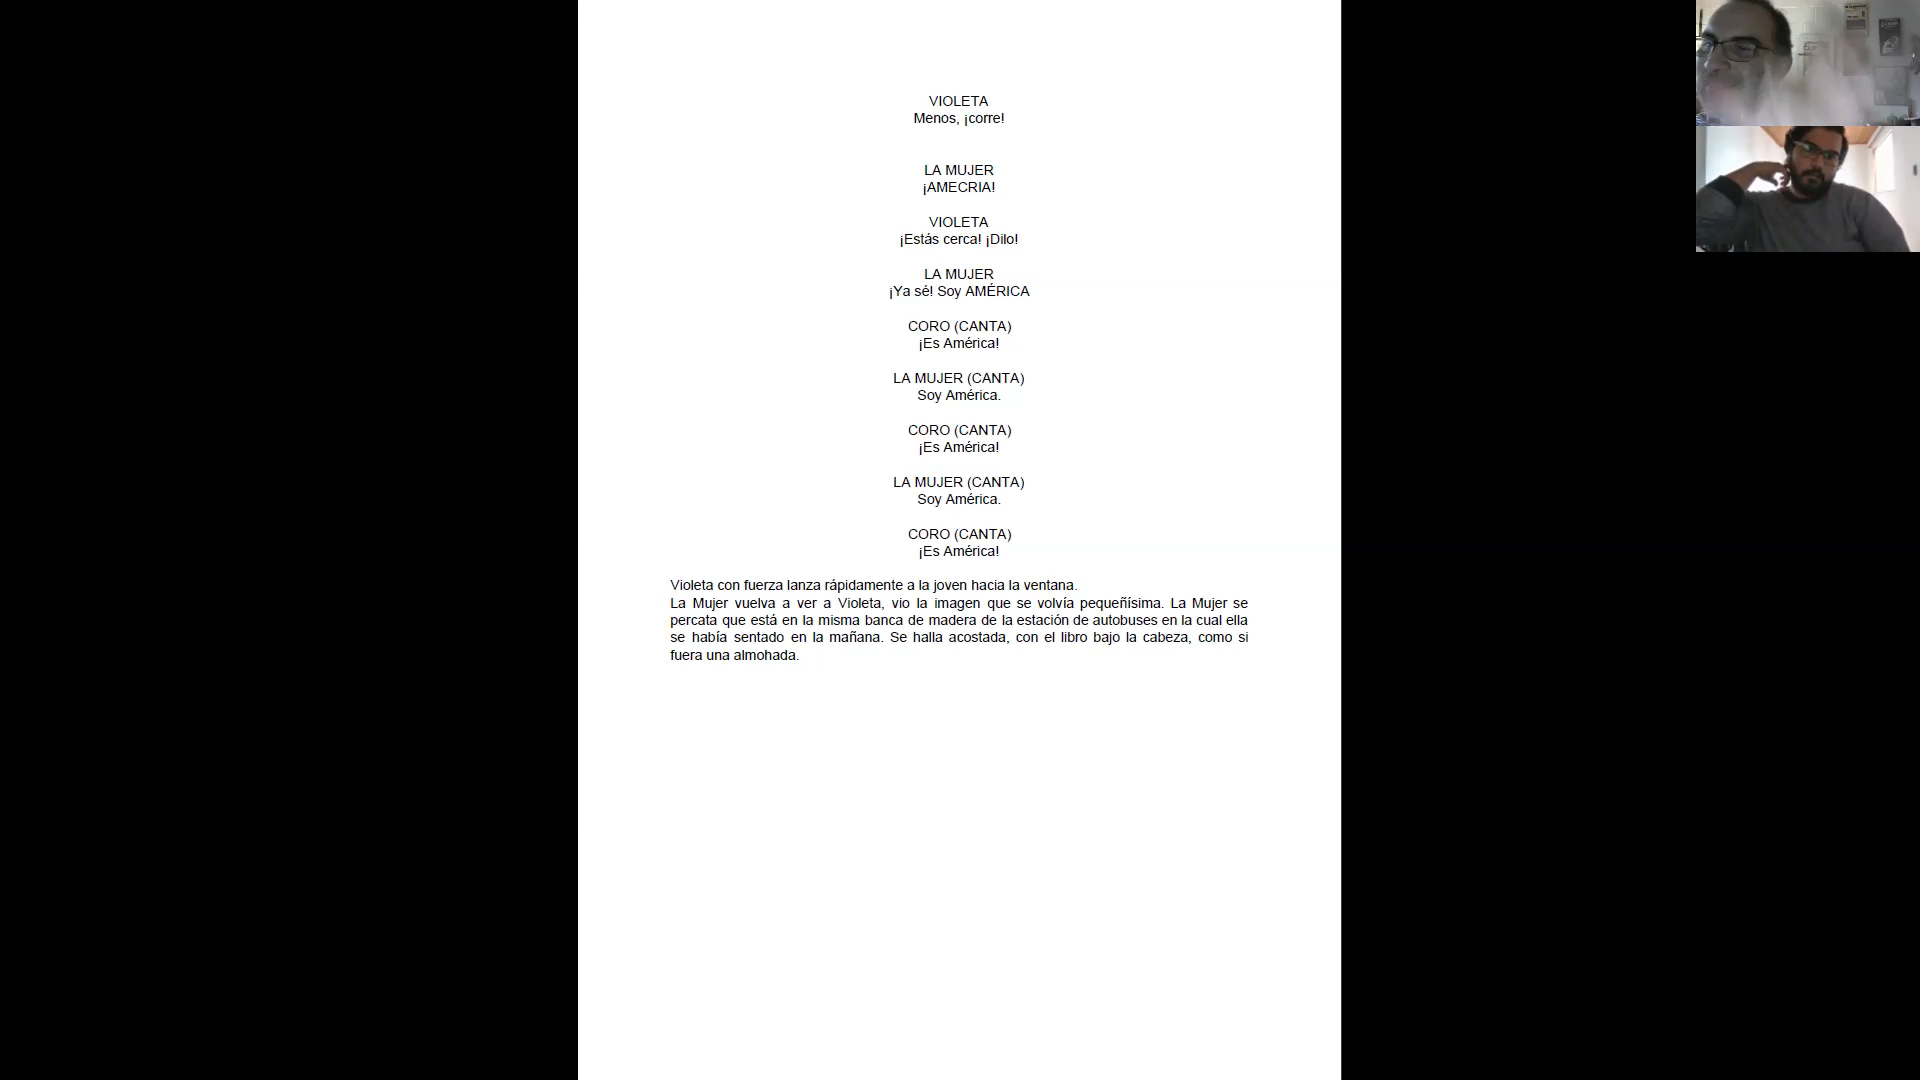 VIOLETA
Menos, ¡corre!
LA MUJER
¡AMECRIA!
VIOLETA
¡Estás cerca! ¡Dilo!
LA MUJER
¡Ya sé! Soy AMÉRICA
CORO (CANTA)
¡Es América!
LA MUJER (CANTA)
Soy América.
CORO (CANTA)
¡Es América!
LA MUJER (CANTA)
Soy América.
CORO (CANTA)
¡Es América!
Violeta con fuerza lanza rápidamente a la joven hacia la ventana.
La Mujer vuelva a ver a Violeta, vio la imagen que se volvía pequeñísima. La Mujer se
percata que está en la misma banca de madera de la estación de autobuses en la cual ella
se había sentado en la mañana. Se halla acostada, con el libro bajo la cabeza, como si
fuera una almohada.